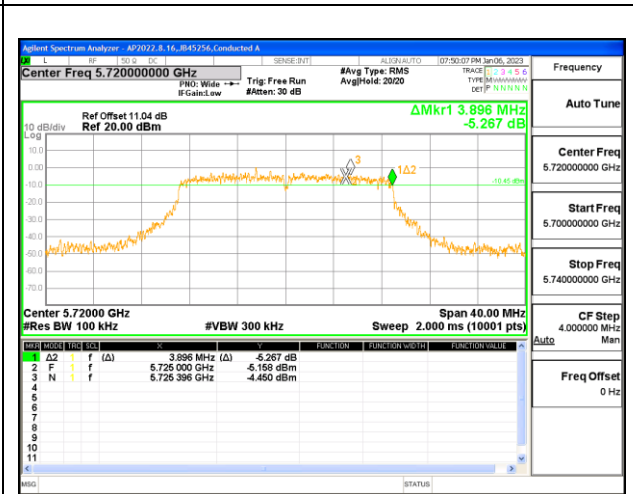 Agilent Spectrum Analyzer - AP2022.8.16,,JB45256,Conducted A
L RF 50 Ω DC SENSE:INT ALIGN AUTO 07:50:07 PM Jan 06, 2023
Center Freq 5.720000000 GHz
PNO: Wide
IFGain:Low
Trig: Free Run
#Atten: 30 dB
#Avg Type: RMS
Avg|Hold: 20/20
TRACE 1 2 3 4 5 6
TYPE M
DET P N N N N N
Frequency
Auto Tune
Center Freq
5.720000000 GHz
Start Freq
5.700000000 GHz
Stop Freq
5.740000000 GHz
CF Step
4.000000 MHz
Auto Man
Freq Offset
0 Hz
ΔMkr1 3.896 MHz
-5.267 dB
Ref Offset 11.04 dB
10 dB/div Ref 20.00 dBm
Log
10.0
0.00
-10.0
-20.0
-30.0
-40.0
-50.0
-60.0
-70.0
3
1Δ2
-10.45 dBm
Center 5.72000 GHz Span 40.00 MHz
#Res BW 100 kHz #VBW 300 kHz Sweep 2.000 ms (10001 pts)
MKR MODE TRC SCL X Y FUNCTION FUNCTION WIDTH FUNCTION VALUE
1 Δ2 1 f (Δ) 3.896 MHz (Δ) -5.267 dB
2 F 1 f 5.725 000 GHz -5.158 dBm
3 N 1 f 5.725 396 GHz -4.450 dBm
4
5
6
7
8
9
10
11
MSG STATUS